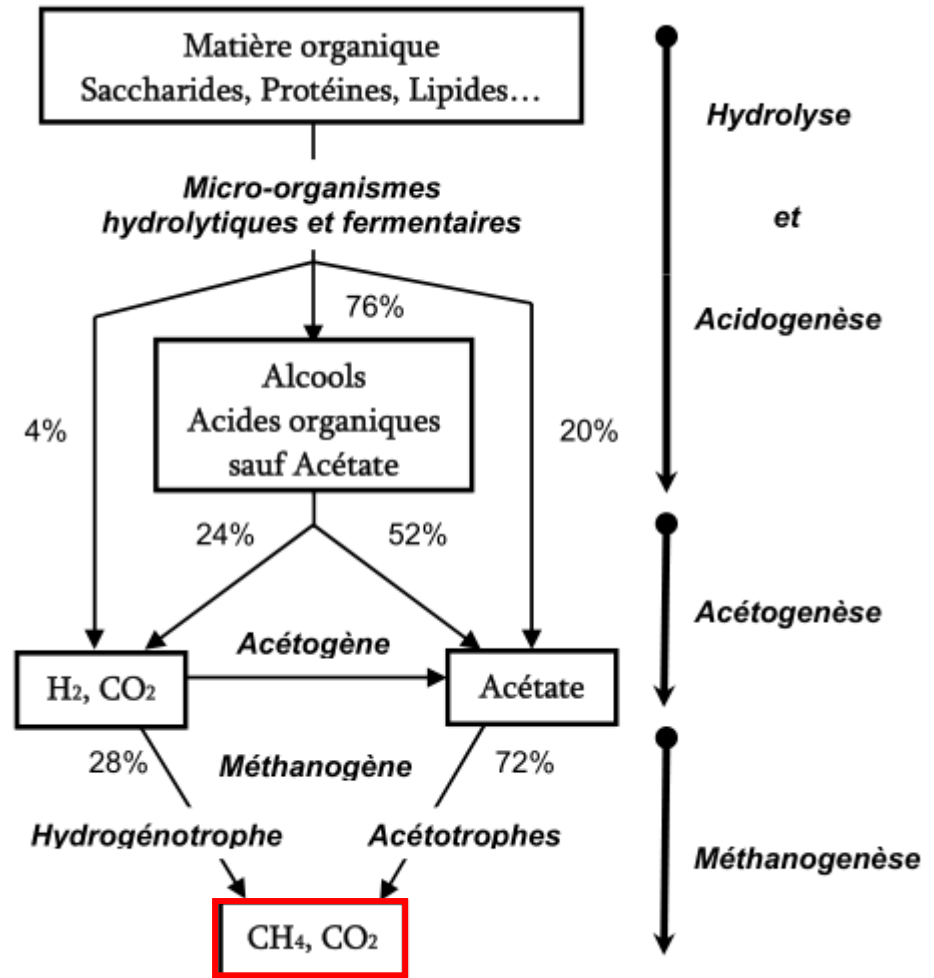 Matière organique
Saccharides, Protéines, Lipides…
Hydrolyse
Micro-organismes
hydrolytiques et fermentaires
et
76%
Acidogenèse
Alcools
Acides organiques
sauf Acétate
4%
20%
24%
52%
Acétogenèse
Acétogène
H₂, CO₂
Acétate
28%
Méthanogène
72%
Hydrogénotrophe
Acétotrophes
Méthanogenèse
CH₄, CO₂